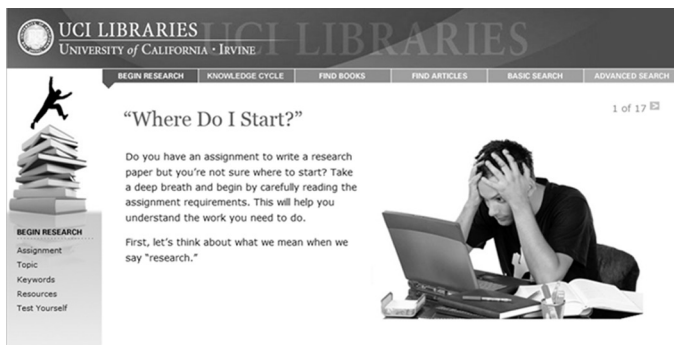 UCI LIBRARIES
UNIVERSITY of CALIFORNIA • IRVINE
UCI LIBRARIES
BEGIN RESEARCH
KNOWLEDGE CYCLE
FIND BOOKS
FIND ARTICLES
BASIC SEARCH
ADVANCED SEARCH
1 of 17
“Where Do I Start?”
Do you have an assignment to write a research
paper but you’re not sure where to start? Take
a deep breath and begin by carefully reading the
assignment requirements. This will help you
understand the work you need to do.
First, let’s think about what we mean when we
say “research.”
BEGIN RESEARCH
Assignment
Topic
Keywords
Resources
Test Yourself